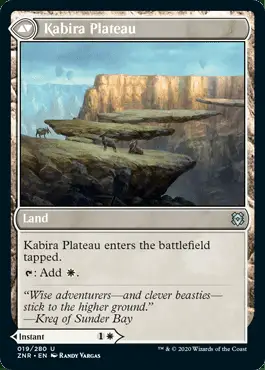 Kabira Plateau
Land
Kabira Plateau enters the battlefield
tapped.
: Add .
“Wise adventurers—and clever beasties—
stick to the higher ground.”
—Kreq of Sunder Bay
Instant 1
019/280 U
ZNR • EN RANDY VARGAS
™ & © 2020 Wizards of the Coast